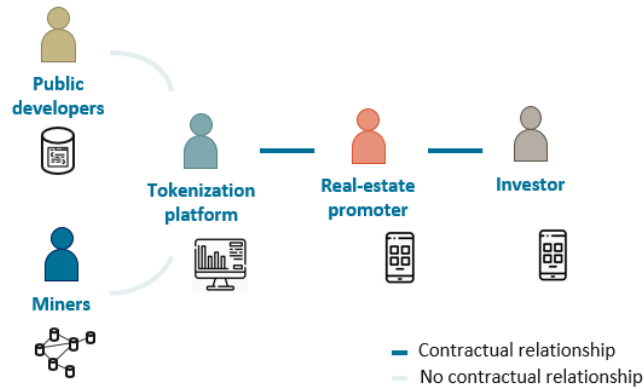 Public
developers
Tokenization
platform
Real-estate
promoter
Investor
Miners
Contractual relationship
No contractual relationship